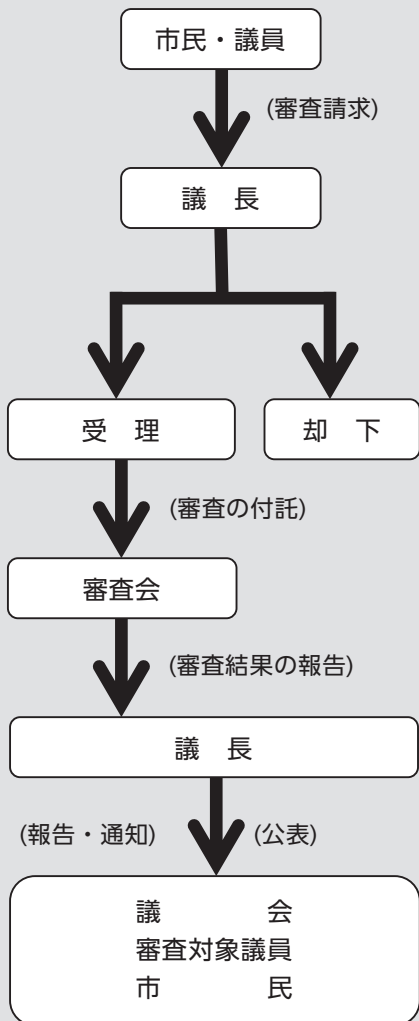 市民・議員
(審査請求)
議　長
受　理
却　下
(審査の付託)
審査会
(審査結果の報告)
議　長
(報告・通知)
(公表)
議　　　会
審査対象議員
市　　　民